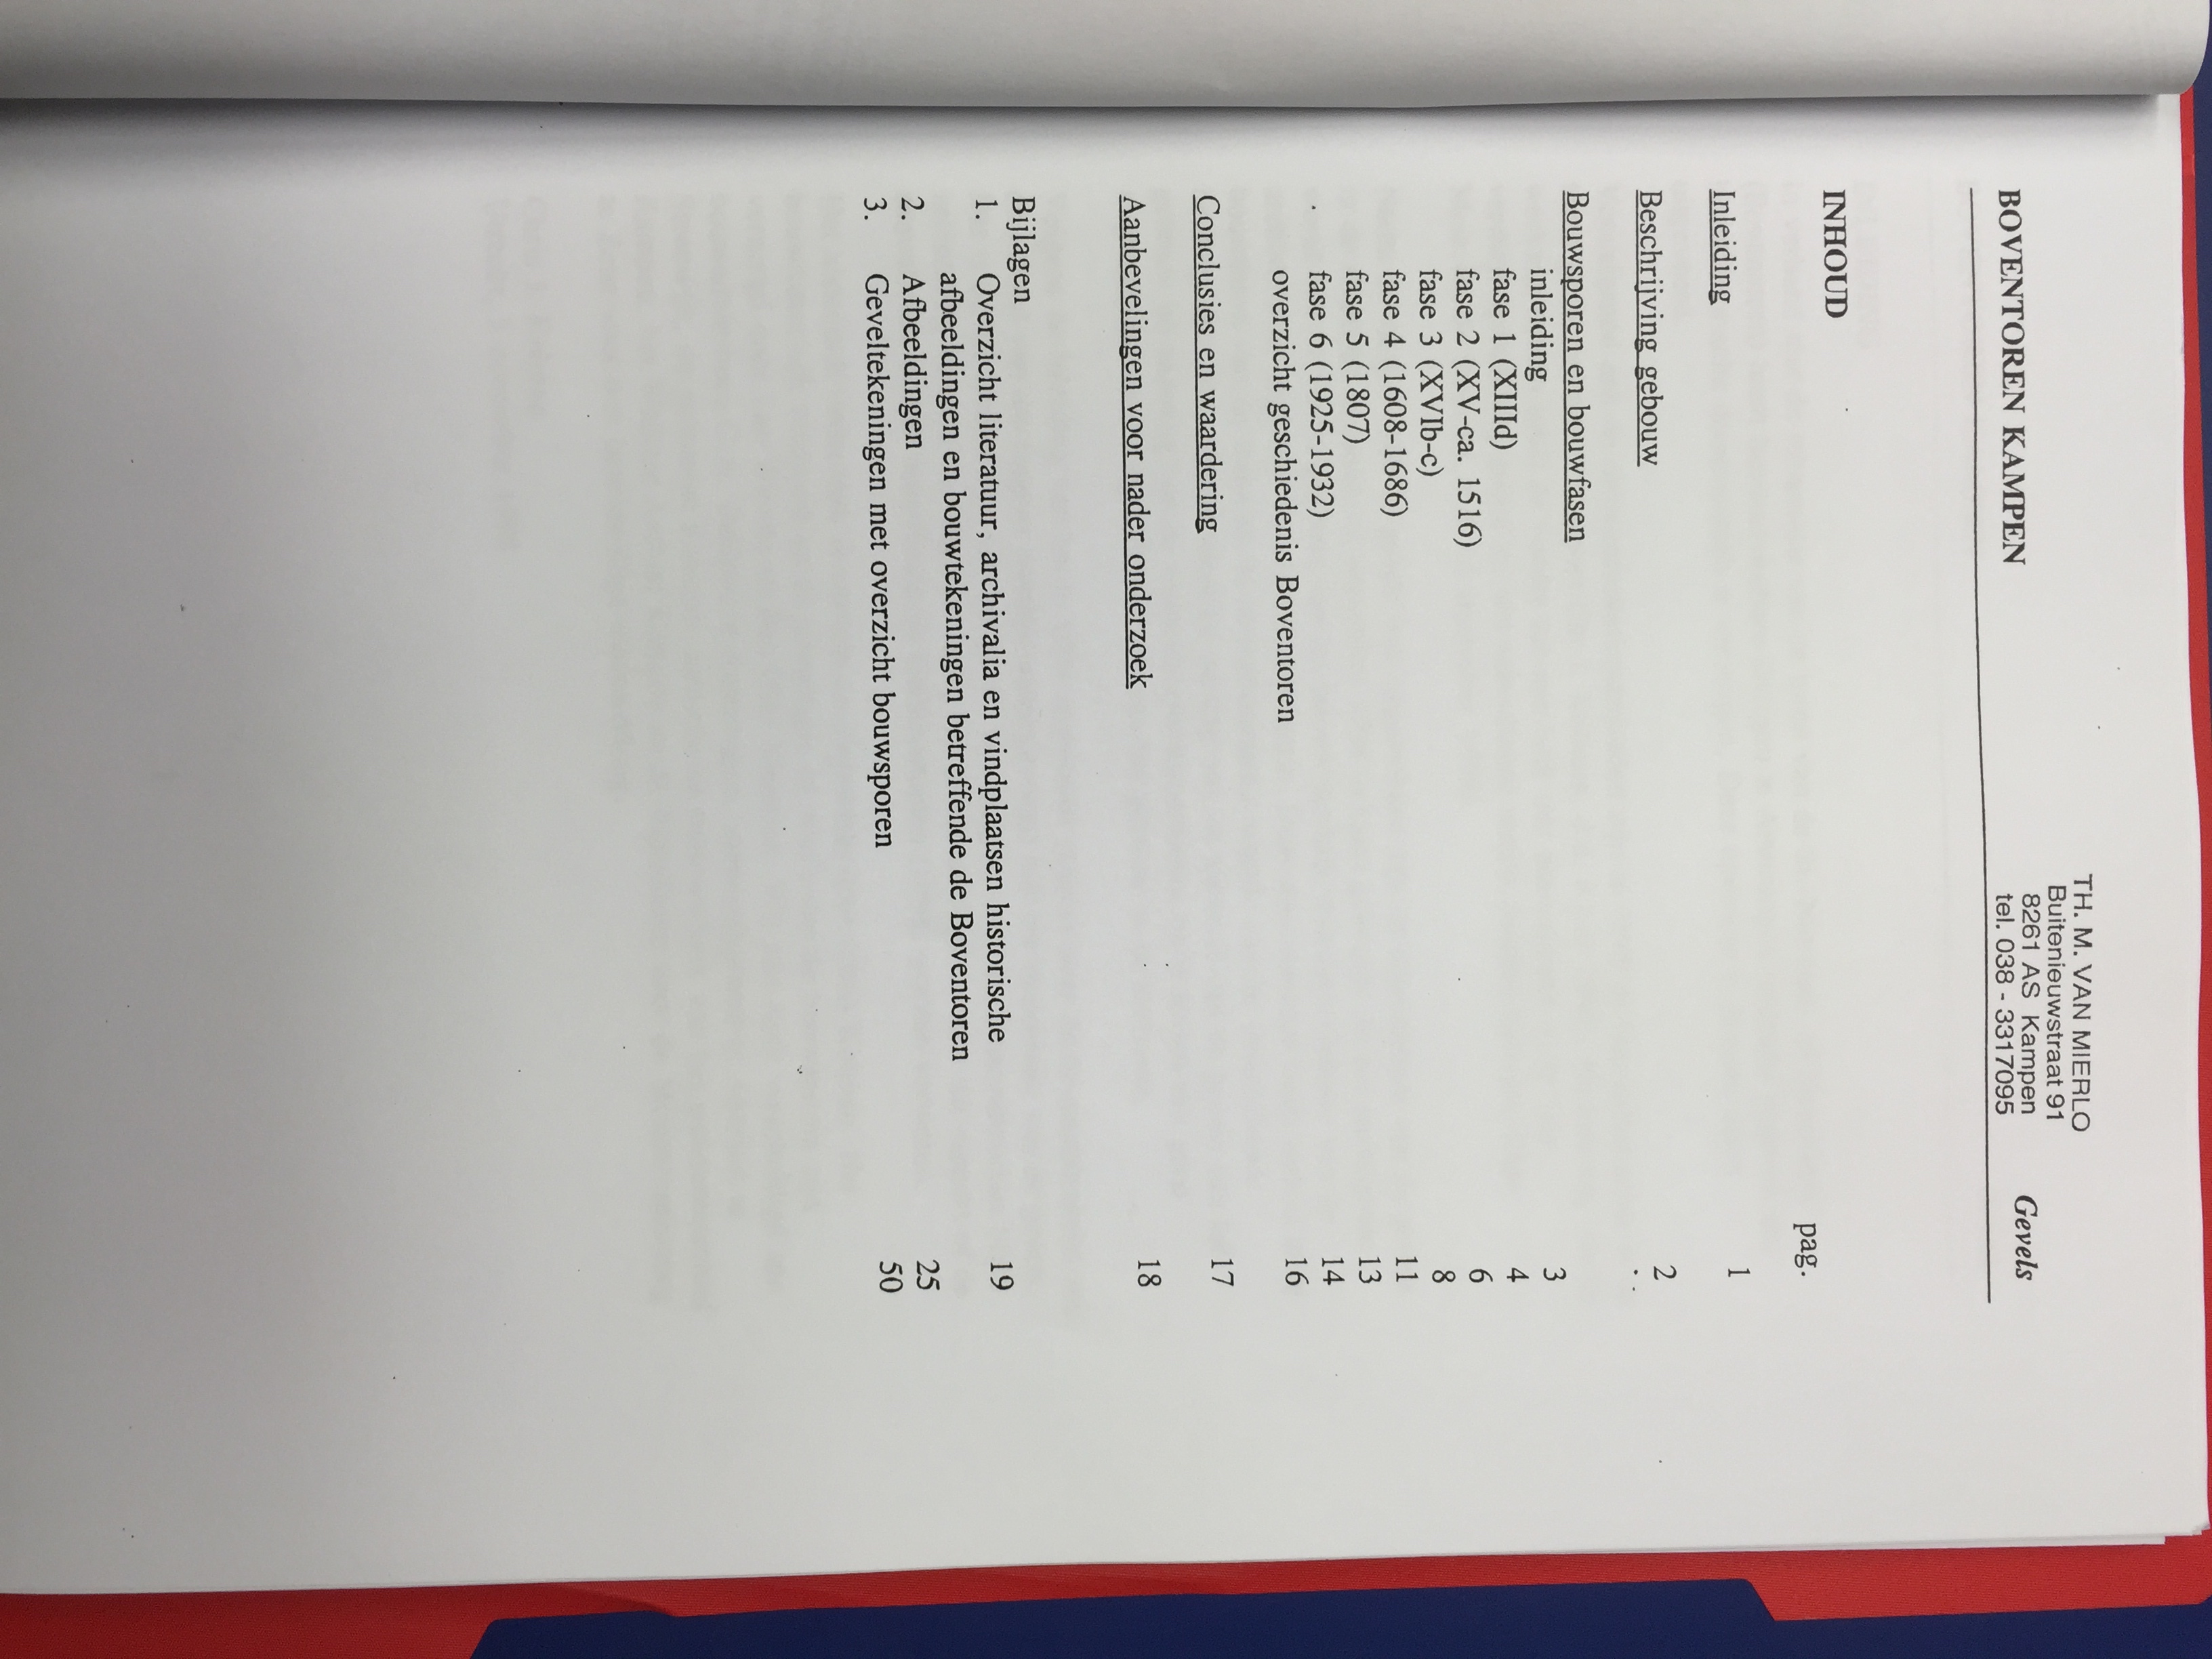 TH. M. VAN MIERLO
Buitenieuwstraat 91
8261 AS Kampen
tel. 038 - 3317095
BOVENTOREN KAMPEN Gevels
INHOUD
pag.
Inleiding 1
Beschrijving gebouw 2
Bouwsporen en bouwfasen
inleiding 3
fase 1 (XIIId) 4
fase 2 (XV-ca. 1516) 6
fase 3 (XVIb-c) 8
fase 4 (1608-1686) 11
fase 5 (1807) 13
fase 6 (1925-1932) 14
overzicht geschiedenis Boventoren 16
Conclusies en waardering 17
Aanbevelingen voor nader onderzoek 18
Bijlagen
1. Overzicht literatuur, archivalia en vindplaatsen historische 19
afbeeldingen en bouwtekeningen betreffende de Boventoren
2. Afbeeldingen 25
3. Geveltekeningen met overzicht bouwsporen 50